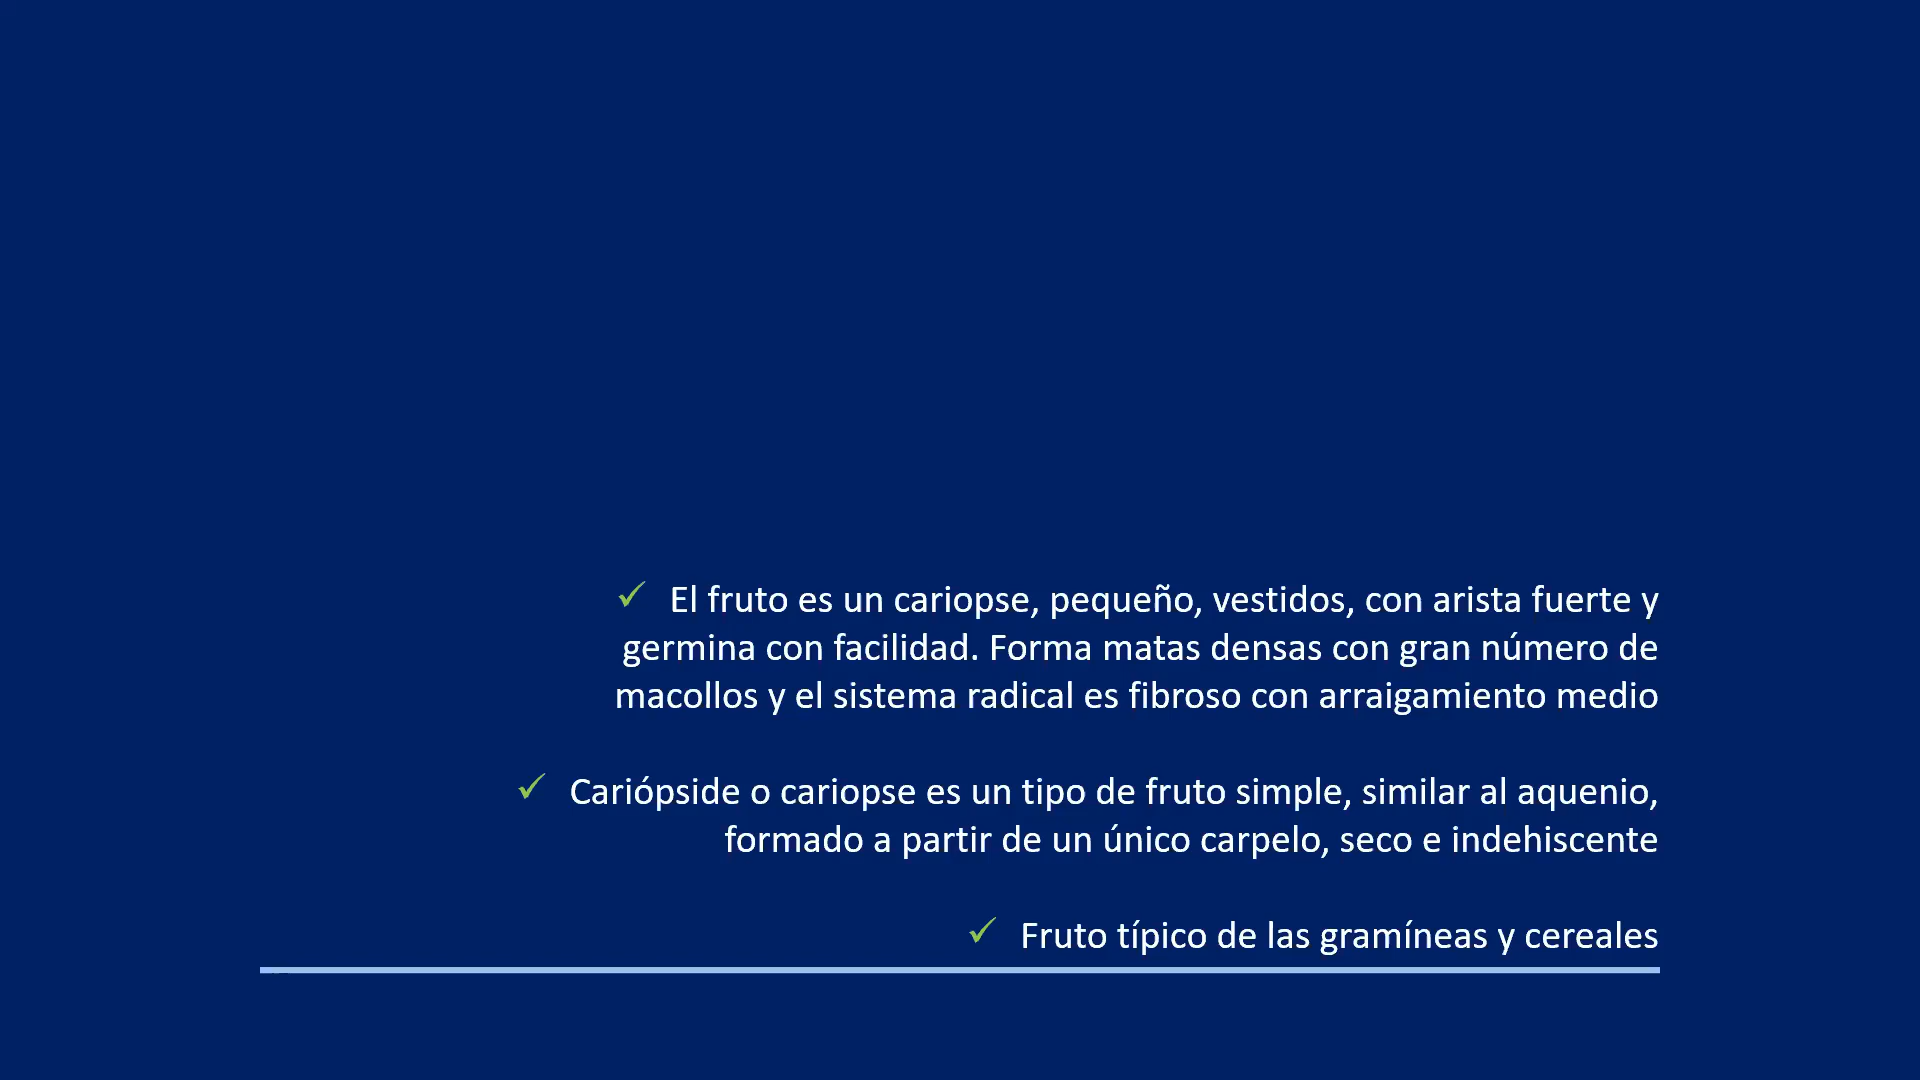 ✓ El fruto es un cariopse, pequeño, vestidos, con arista fuerte y
germina con facilidad. Forma matas densas con gran número de
macollos y el sistema radical es fibroso con arraigamiento medio
✓ Cariópside o cariopse es un tipo de fruto simple, similar al aquenio,
formado a partir de un único carpelo, seco e indehiscente
✓ Fruto típico de las gramíneas y cereales